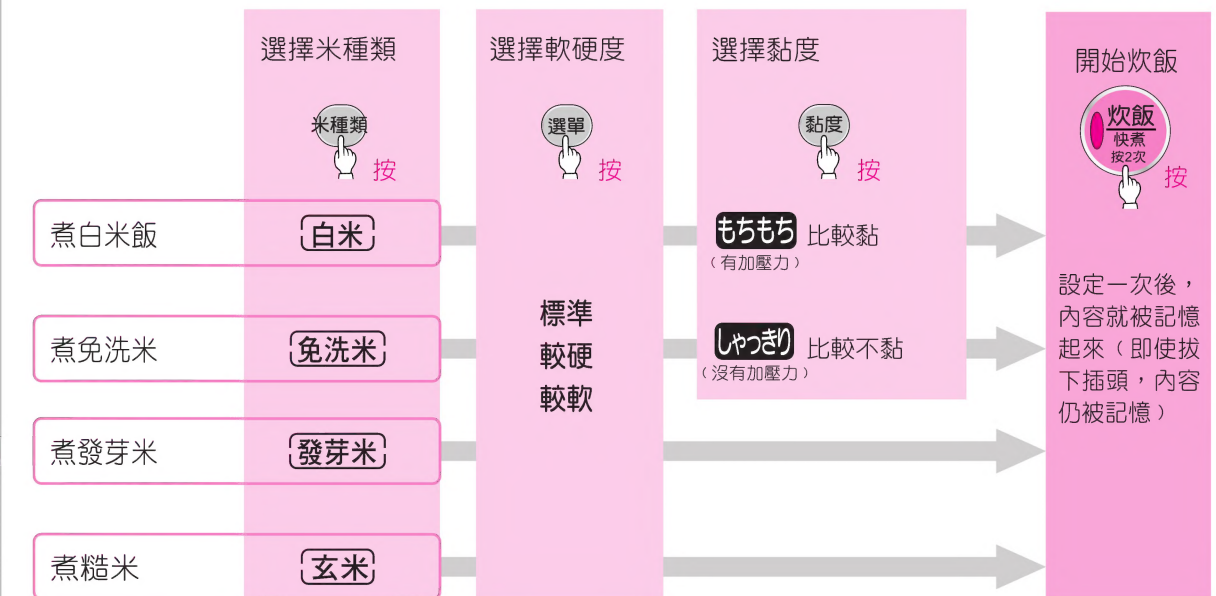 選擇米種類
選擇軟硬度
選擇黏度
開始炊飯
米種類
按
選單
按
黏度
按
炊飯
快煮
按2次
按
煮白米飯
白米
もちもち 比較黏
（有加壓力）
煮免洗米
免洗米
標準
較硬
較軟
しゃっきり 比較不黏
（沒有加壓力）
設定一次後，
內容就被記憶
起來（即使拔
下插頭，內容
仍被記憶）
煮發芽米
發芽米
煮糙米
玄米